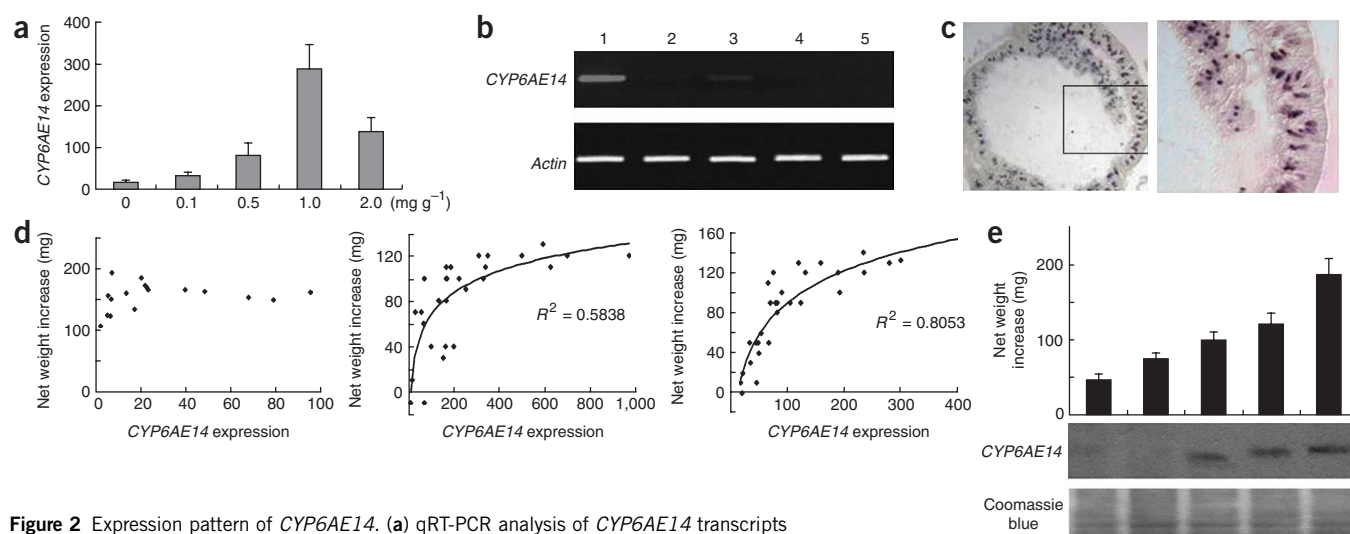 a
400
300
200
100
0
CYP6AE14 expression
0 0.1 0.5 1.0 2.0 (mg g–1)
b
1 2 3 4 5
CYP6AE14
Actin
c
d
Net weight increase (mg)
200
100
0
0 20 40 60 80 100
CYP6AE14 expression
Net weight increase (mg)
120
80
40
0
R2 = 0.5838
200 400 600 800 1,000
CYP6AE14 expression
Net weight increase (mg)
160
120
80
40
0
R2 = 0.8053
100 200 300 400
CYP6AE14 expression
e
Net weight
increase (mg)
200
100
0
CYP6AE14
Coomassie
blue
Figure 2 Expression pattern of CYP6AE14. (a) qRT-PCR analysis of CYP6AE14 transcripts